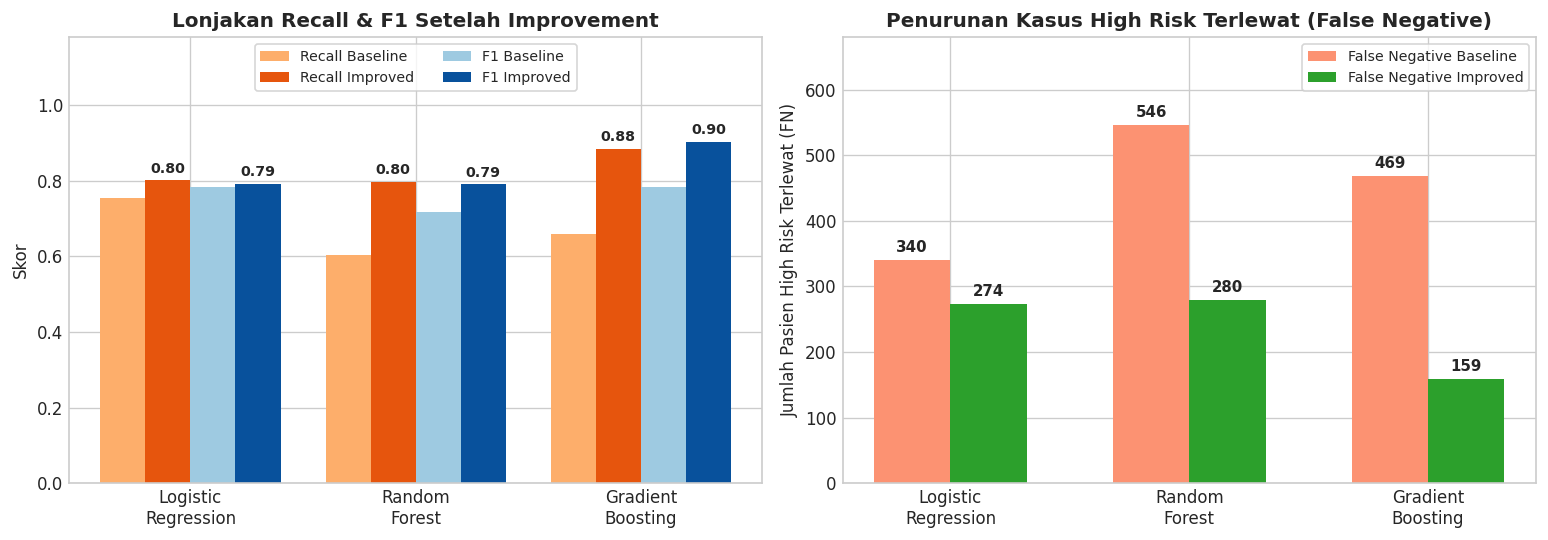 Lonjakan Recall & F1 Setelah Improvement
Recall Baseline
Recall Improved
F1 Baseline
F1 Improved
Skor
1.0
0.8
0.6
0.4
0.2
0.0
0.80
0.79
0.80
0.79
0.88
0.90
Logistic
Regression
Random
Forest
Gradient
Boosting
Penurunan Kasus High Risk Terlewat (False Negative)
False Negative Baseline
False Negative Improved
Jumlah Pasien High Risk Terlewat (FN)
600
500
400
300
200
100
0
340
274
546
280
469
159
Logistic
Regression
Random
Forest
Gradient
Boosting